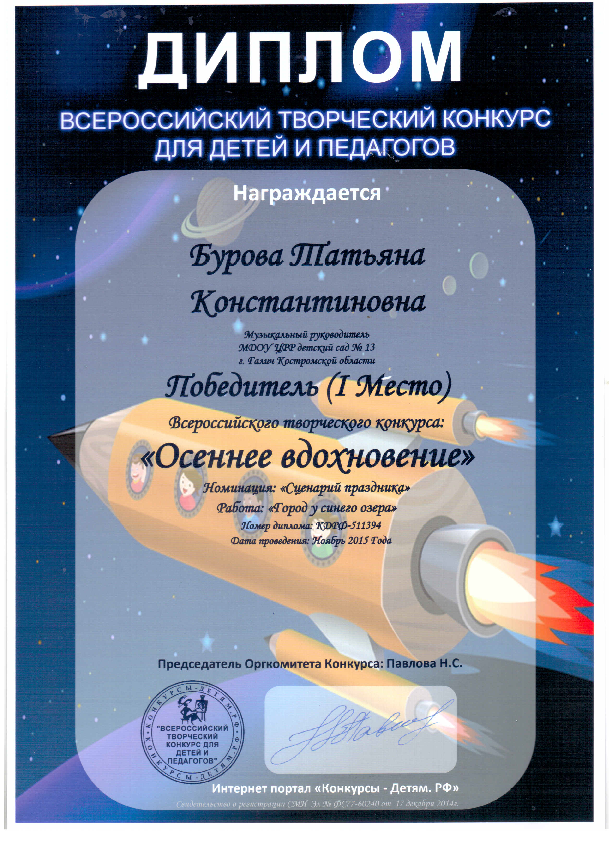 ДИПЛОМ
ВСЕРОССИЙСКИЙ ТВОРЧЕСКИЙ КОНКУРС
ДЛЯ ДЕТЕЙ И ПЕДАГОГОВ
Награждается
Бурова Татьяна
Константиновна
Музыкальный руководитель
МДОУ ЦРР детский сад № 13
г. Галич Костромской области
Победитель (I Место)
Всероссийского творческого конкурса:
«Осеннее вдохновение»
Номинация: «Сценарий праздника»
Работа: «Город у синего озера»
Номер диплома: КДРФ-511394
Дата проведения: Ноябрь 2015 Года
Председатель Оргкомитета Конкурса: Павлова Н.С.
КОНКУРСЫ-ДЕТЯМ.РФ
"ВСЕРОССИЙСКИЙ
ТВОРЧЕСКИЙ
КОНКУРС ДЛЯ
ДЕТЕЙ И
ПЕДАГОГОВ"
Интернет портал «Конкурсы - Детям. РФ»
Свидетельство о регистрации СМИ Эл № ФС77-60240 от 17 декабря 2014г.